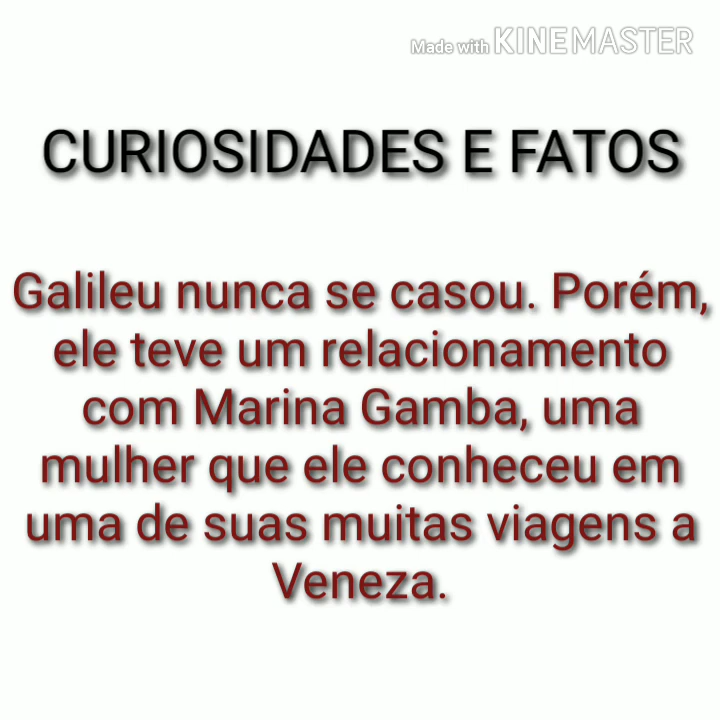 Made with KINEMASTER
CURIOSIDADES E FATOS
Galileu nunca se casou. Porém,
ele teve um relacionamento
com Marina Gamba, uma
mulher que ele conheceu em
uma de suas muitas viagens a
Veneza.